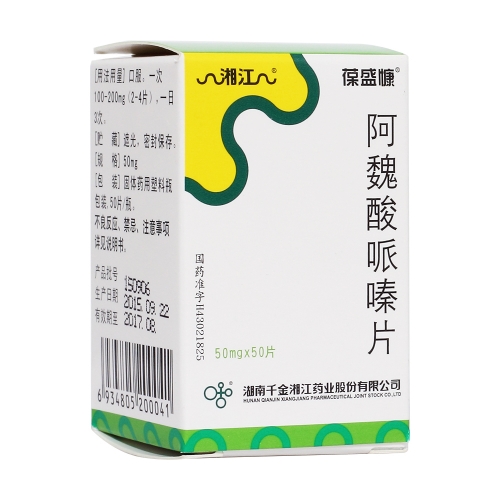 [用法用量]口服。一次
100-200mg(2-4片),一日
3次。
[贮　藏]遮光，密封保存。
[规　格]50mg
[包　装]固体药用塑料瓶
包装,50片/瓶。
不良反应、禁忌、注意事项
详见说明书。
产品批号 150906
生产日期 2015.09.22
有效期至 2017.08.
6 934805 200041
湘江®
葆盛慷®
阿魏酸哌嗪片
国药准字H43021825
50mgx50片
湖南千金湘江药业股份有限公司
HUNAN QIANJIN XIANGJIANG PHARMACEUTICAL JOINT STOCK CO.,LTD